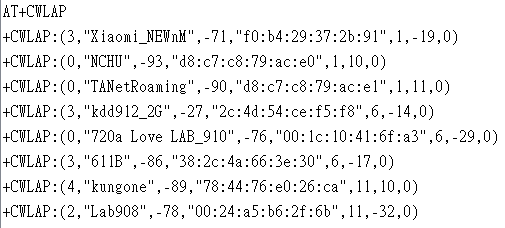 AT+CWLAP
+CWLAP:(3,"Xiaomi_NEWnM",-71,"f0:b4:29:37:2b:91",1,-19,0)
+CWLAP:(0,"NCHU",-93,"d8:c7:c8:79:ac:e0",1,10,0)
+CWLAP:(0,"TANetRoaming",-90,"d8:c7:c8:79:ac:e1",1,11,0)
+CWLAP:(3,"kdd912_2G",-27,"2c:4d:54:ce:f5:f8",6,-14,0)
+CWLAP:(0,"720a Love LAB_910",-76,"00:1c:10:41:6f:a3",6,-29,0)
+CWLAP:(3,"611B",-86,"38:2c:4a:66:3e:30",6,-17,0)
+CWLAP:(4,"kungone",-89,"78:44:76:e0:26:ca",11,10,0)
+CWLAP:(2,"Lab908",-78,"00:24:a5:b6:2f:6b",11,-32,0)